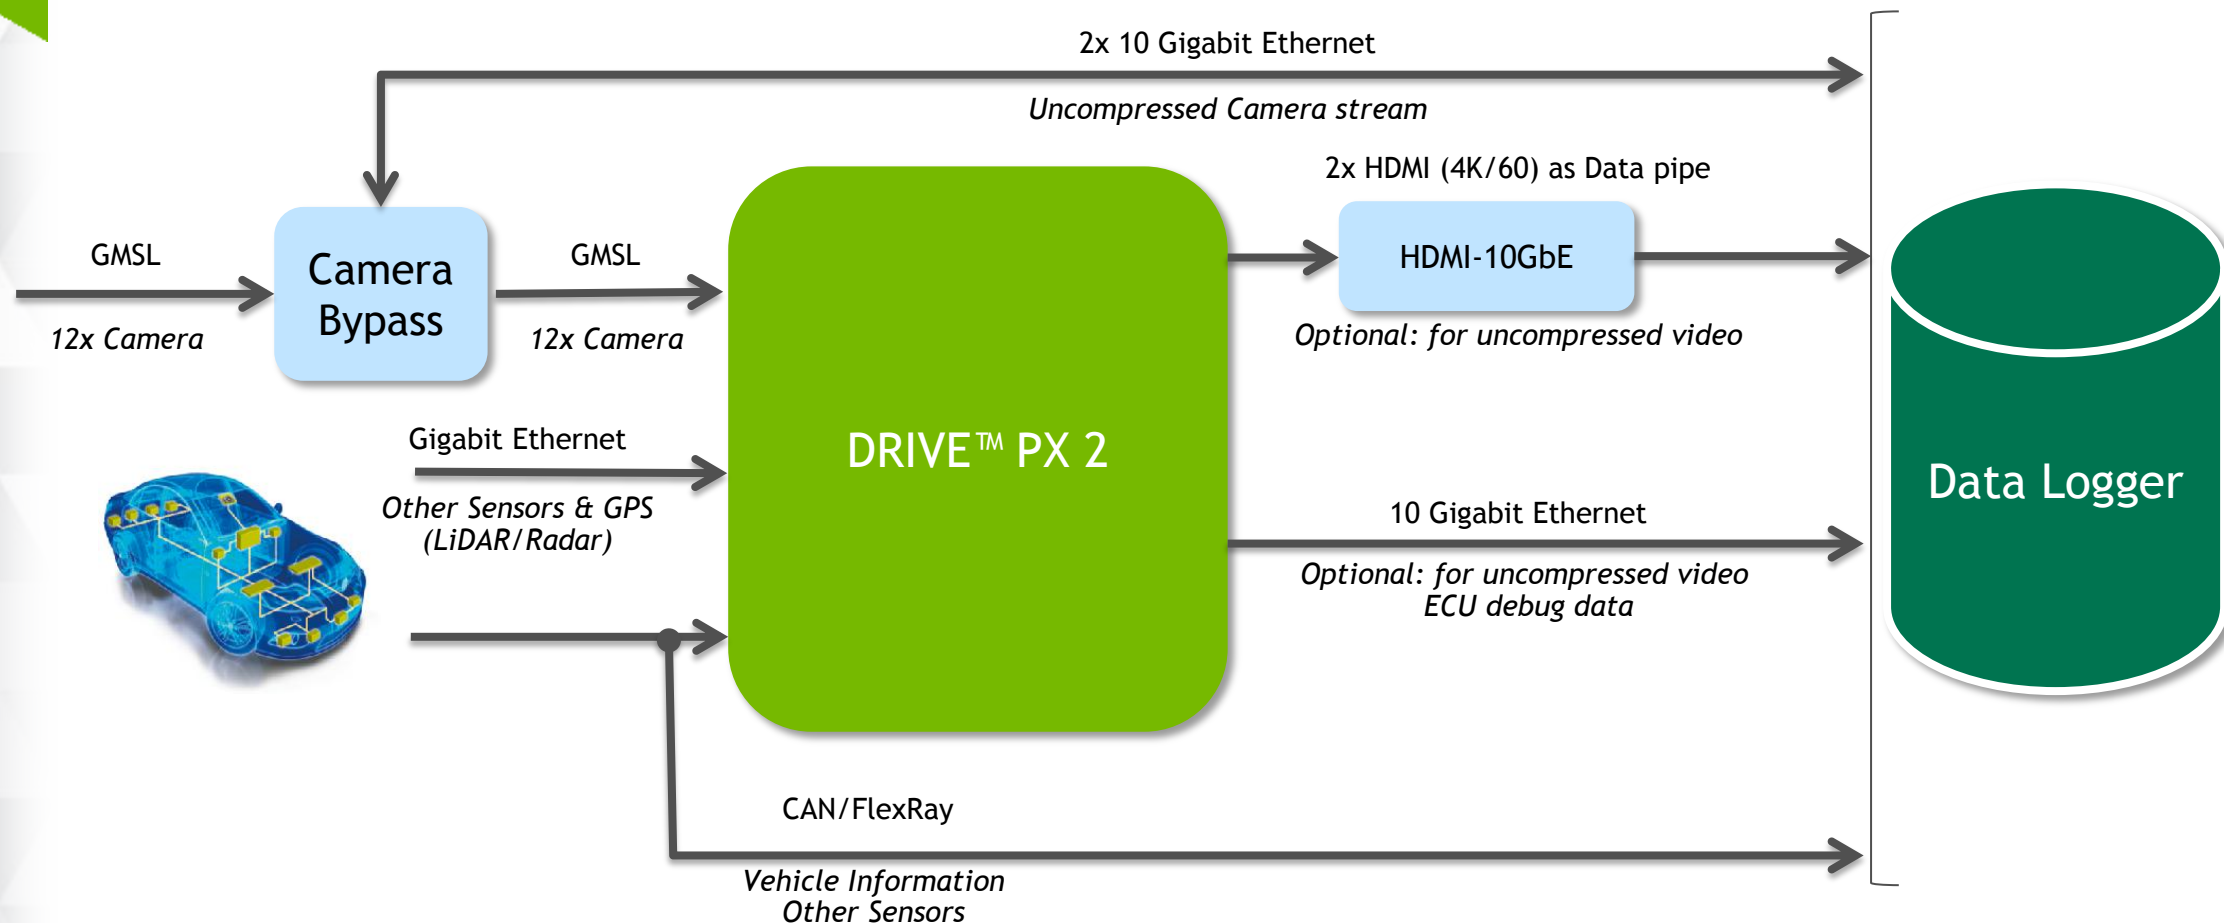 2x 10 Gigabit Ethernet
Uncompressed Camera stream
2x HDMI (4K/60) as Data pipe
GMSL
12x Camera
Camera
Bypass
GMSL
12x Camera
HDMI-10GbE
Optional: for uncompressed video
Gigabit Ethernet
Other Sensors & GPS
(LiDAR/Radar)
DRIVE™ PX 2
10 Gigabit Ethernet
Optional: for uncompressed video
ECU debug data
Data Logger
CAN/FlexRay
Vehicle Information
Other Sensors